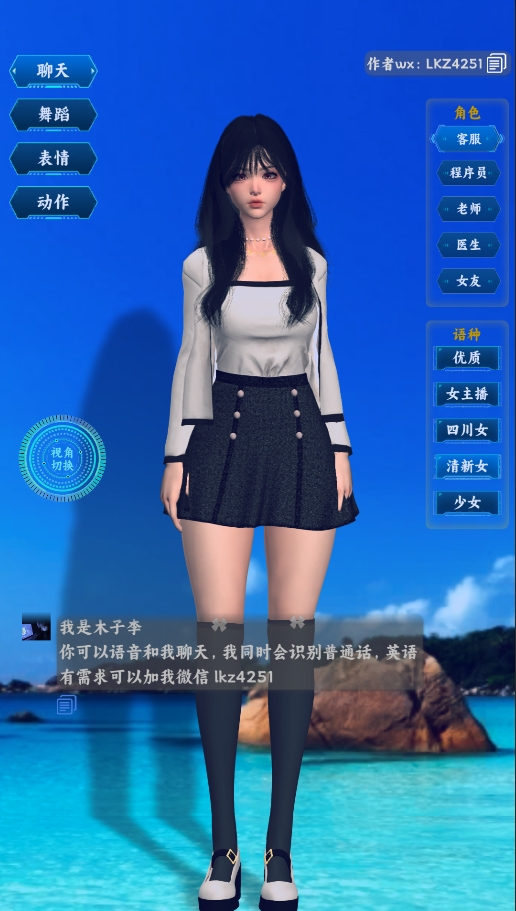 聊天
舞蹈
表情
动作
作者wx: LKZ4251
角色
客服
程序员
老师
医生
女友
语种
优质
女主播
四川女
清新女
少女
视角
切换
我是木子李
你可以语音和我聊天, 我同时会识别普通话, 英语
有需求可以加我微信 lkz4251